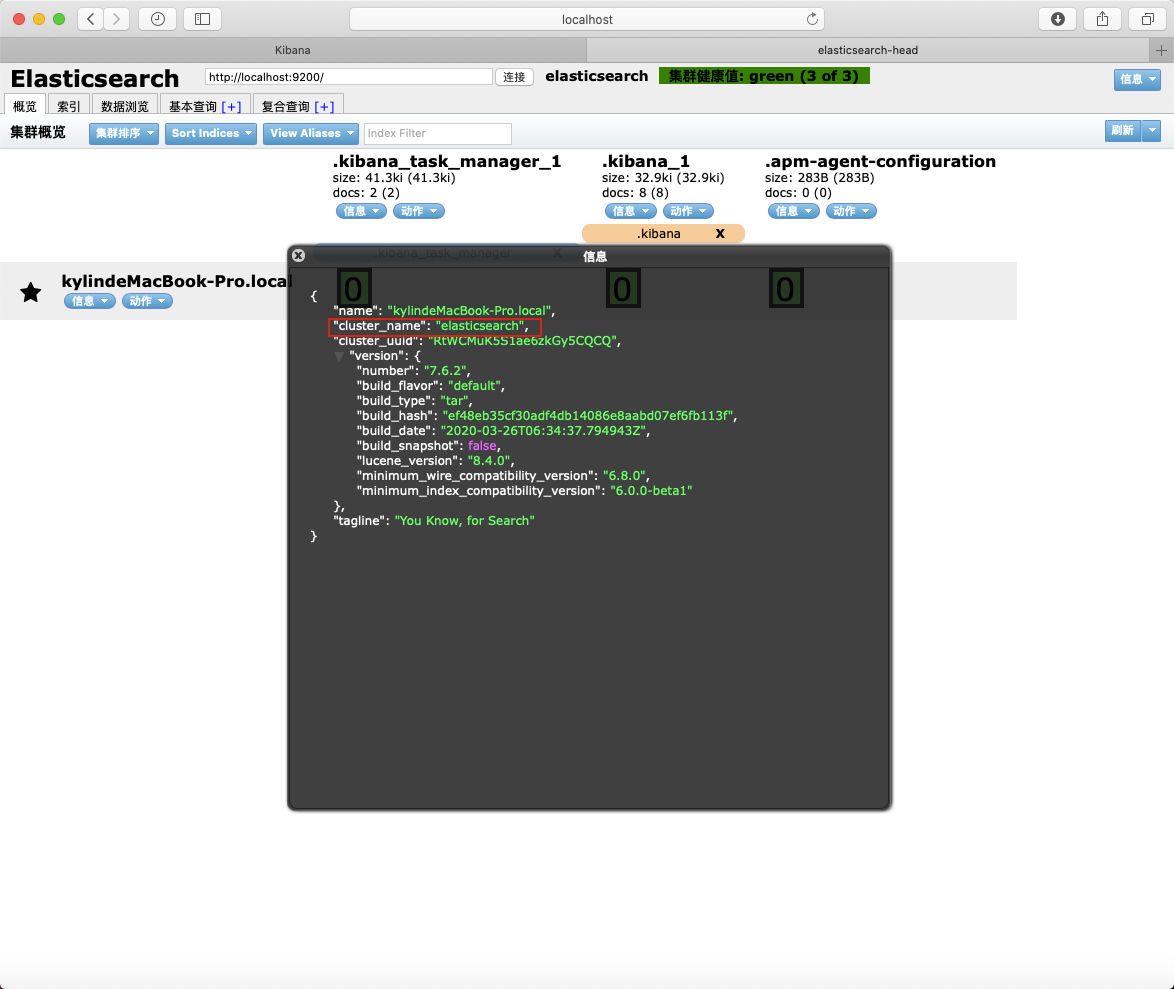 localhost
Kibana
elasticsearch-head
Elasticsearch
http://localhost:9200/
连接
elasticsearch
集群健康值: green (3 of 3)
信息
概览
索引
数据浏览
基本查询 [+]
复合查询 [+]
集群概览
集群排序
Sort Indices
View Aliases
Index Filter
刷新
.kibana_task_manager_1
size: 41.3ki (41.3ki)
docs: 2 (2)
信息
动作
.kibana_1
size: 32.9ki (32.9ki)
docs: 8 (8)
信息
动作
.apm-agent-configuration
size: 283B (283B)
docs: 0 (0)
信息
动作
.kibana X
.kibana_task_manager X
信息
kylindeMacBook-Pro.local
信息
动作
0
0
0
{
"name": "kylindeMacBook-Pro.local",
"cluster_name": "elasticsearch",
"cluster_uuid": "RtWCMuK5S1ae6zkGy5CQCQ",
"version": {
"number": "7.6.2",
"build_flavor": "default",
"build_type": "tar",
"build_hash": "ef48eb35cf30adf4db14086e8aabd07ef6fb113f",
"build_date": "2020-03-26T06:34:37.794943Z",
"build_snapshot": false,
"lucene_version": "8.4.0",
"minimum_wire_compatibility_version": "6.8.0",
"minimum_index_compatibility_version": "6.0.0-beta1"
},
"tagline": "You Know, for Search"
}